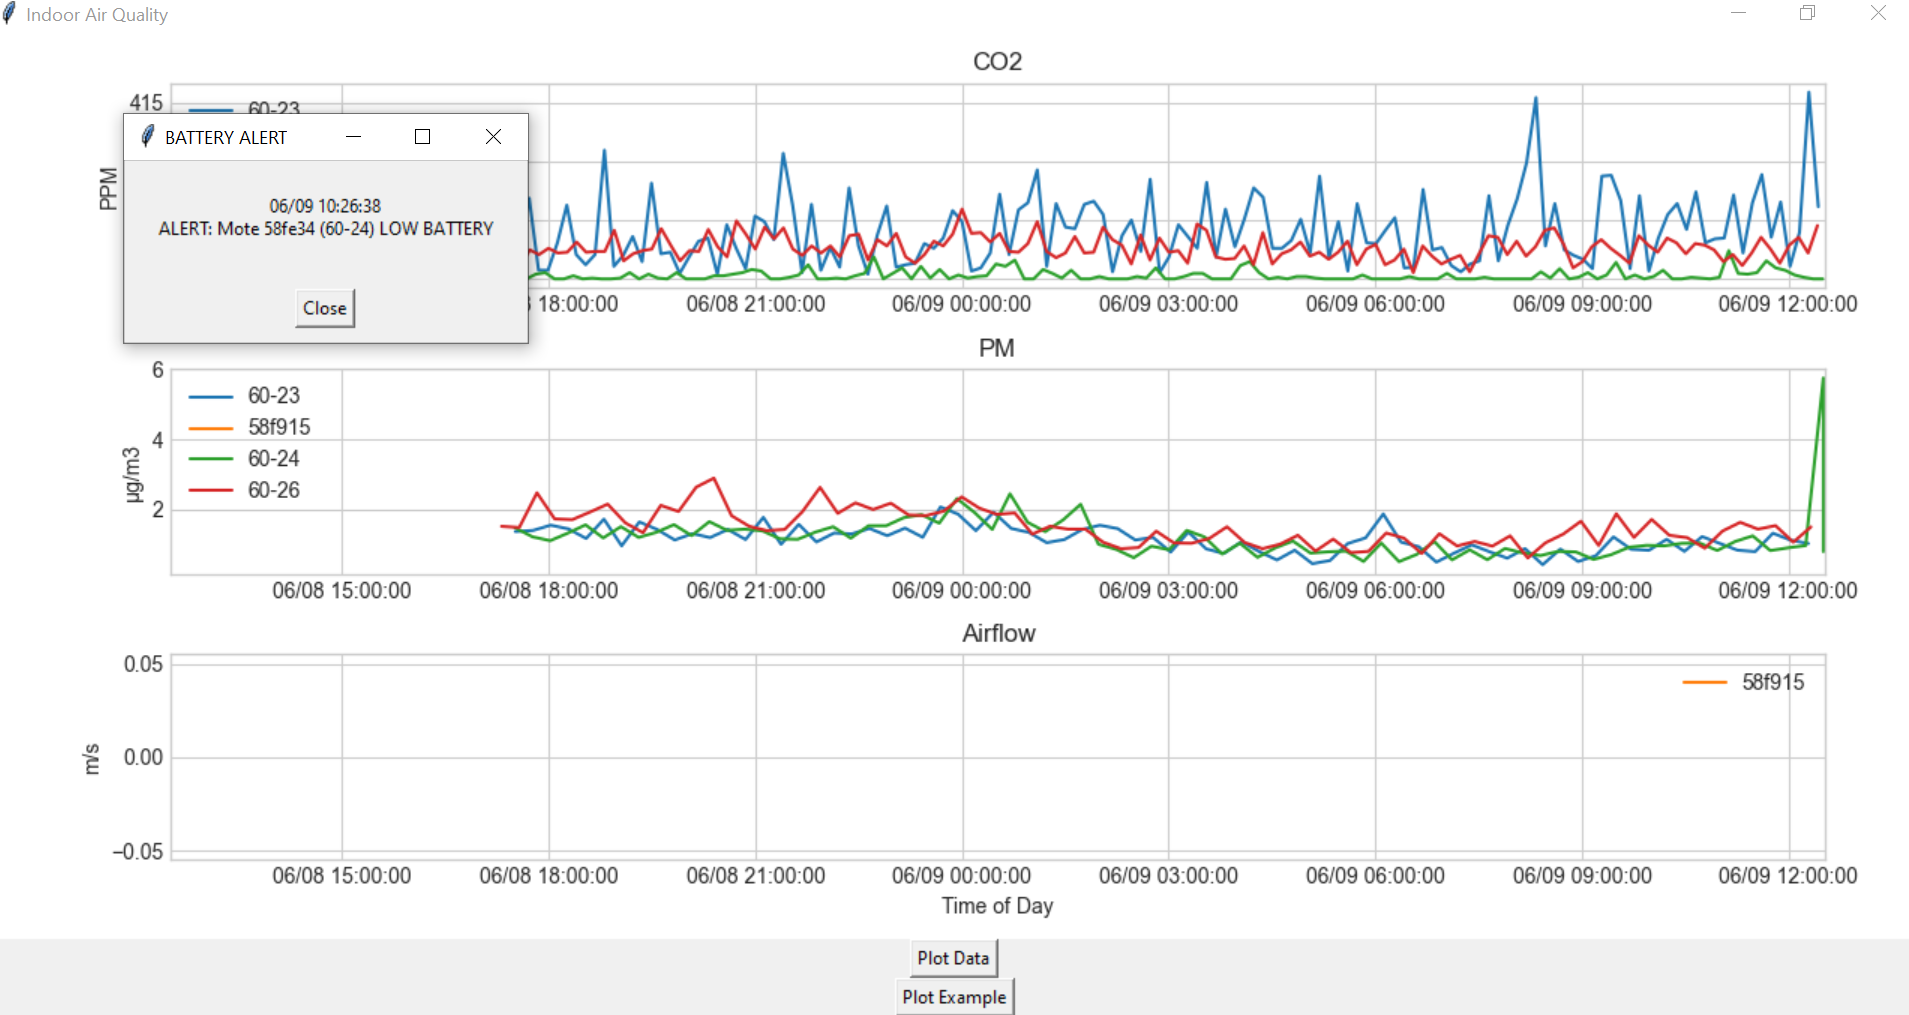 Indoor Air Quality
CO2
415
60-23
BATTERY ALERT
PPM
06/09 10:26:38
ALERT: Mote 58fe34 (60-24) LOW BATTERY
Close
18:00:00
06/08 21:00:00
06/09 00:00:00
06/09 03:00:00
06/09 06:00:00
06/09 09:00:00
06/09 12:00:00
PM
6
4
2
µg/m3
60-23
58f915
60-24
60-26
06/08 15:00:00
06/08 18:00:00
06/08 21:00:00
06/09 00:00:00
06/09 03:00:00
06/09 06:00:00
06/09 09:00:00
06/09 12:00:00
Airflow
0.05
0.00
−0.05
m/s
58f915
06/08 15:00:00
06/08 18:00:00
06/08 21:00:00
06/09 00:00:00
06/09 03:00:00
06/09 06:00:00
06/09 09:00:00
06/09 12:00:00
Time of Day
Plot Data
Plot Example